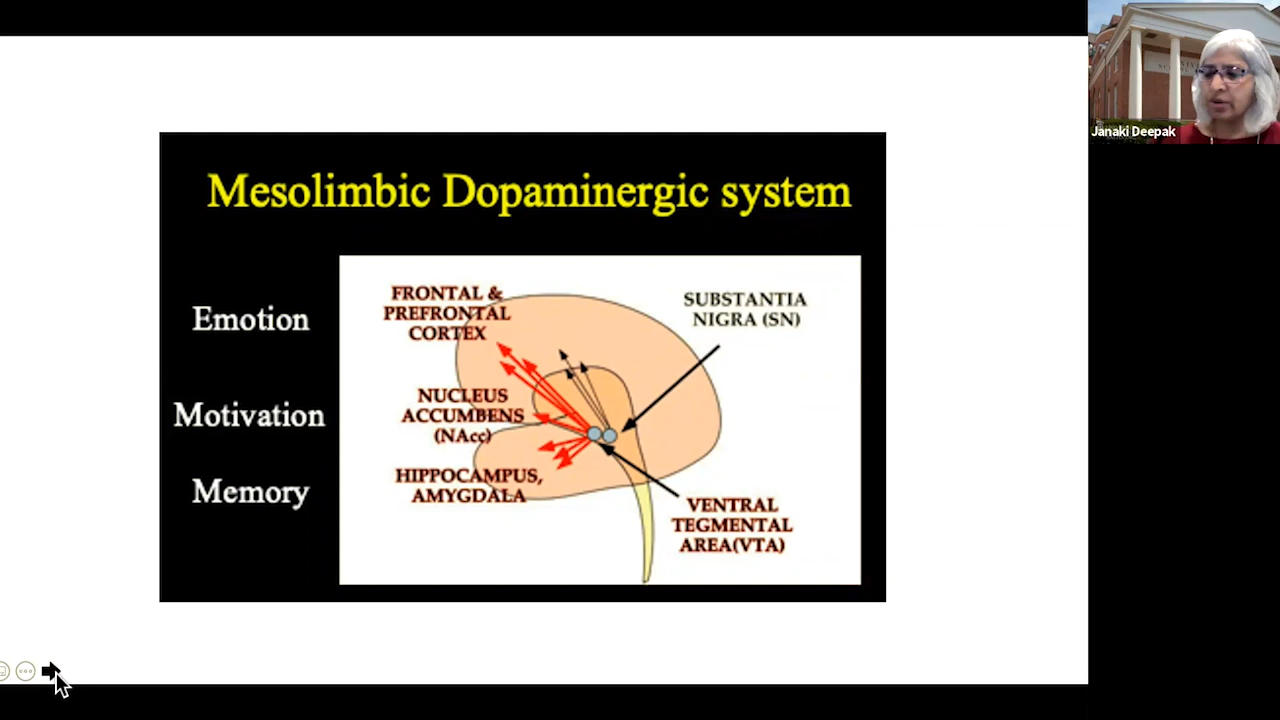 Mesolimbic Dopaminergic system
Emotion
Motivation
Memory
FRONTAL &
PREFRONTAL
CORTEX
NUCLEUS
ACCUMBENS
(NAcc)
HIPPOCAMPUS,
AMYGDALA
SUBSTANTIA
NIGRA (SN)
VENTRAL
TEGMENTAL
AREA(VTA)
Janaki Deepak